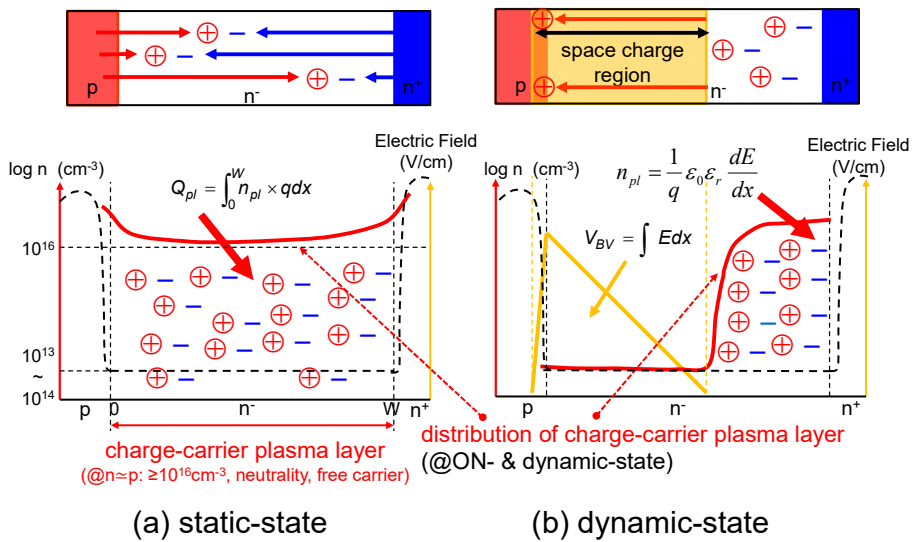 p
n⁻
n⁺
log n (cm⁻³)
Electric Field
(V/cm)
Q_pl = ∫₀^W n_pl × qdx
10¹⁶
10¹³
~
10¹⁴
p
0
n⁻
W
n⁺
charge-carrier plasma layer
(@n≃p: ≥10¹⁶cm⁻³, neutrality, free carrier)
(a) static-state
space charge
region
p
n⁻
n⁺
log n (cm⁻³)
Electric Field
(V/cm)
n_pl = 1/q ε₀ε_r dE/dx
V_BV = ∫ Edx
p
n⁻
n⁺
distribution of charge-carrier plasma layer
(@ON- & dynamic-state)
(b) dynamic-state